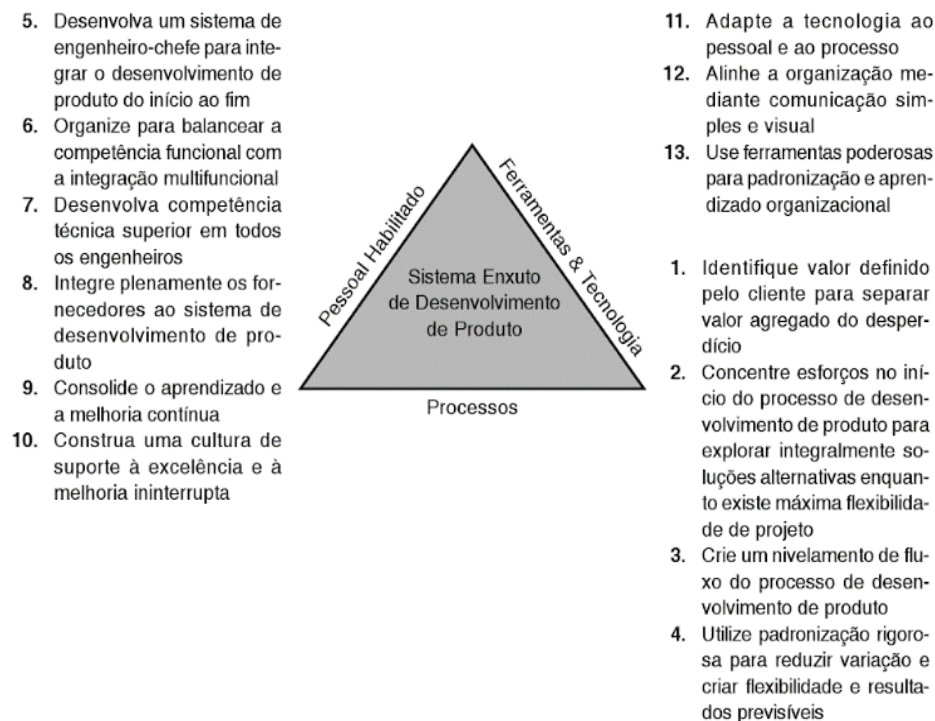 5. Desenvolva um sistema de
engenheiro-chefe para inte-
grar o desenvolvimento de
produto do início ao fim
6. Organize para balancear a
competência funcional com
a integração multifuncional
7. Desenvolva competência
técnica superior em todos
os engenheiros
8. Integre plenamente os for-
necedores ao sistema de
desenvolvimento de pro-
duto
9. Consolide o aprendizado e
a melhoria contínua
10. Construa uma cultura de
suporte à excelência e à
melhoria ininterrupta
Pessoal Habilitado
Ferramentas & Tecnologia
Sistema Enxuto
de Desenvolvimento
de Produto
Processos
11. Adapte a tecnologia ao
pessoal e ao processo
12. Alinhe a organização me-
diante comunicação sim-
ples e visual
13. Use ferramentas poderosas
para padronização e apren-
dizado organizacional
1. Identifique valor definido
pelo cliente para separar
valor agregado do desper-
dício
2. Concentre esforços no iní-
cio do processo de desen-
volvimento de produto para
explorar integralmente so-
luções alternativas enquan-
to existe máxima flexibilida-
de de projeto
3. Crie um nivelamento de flu-
xo do processo de desen-
volvimento de produto
4. Utilize padronização rigoro-
sa para reduzir variação e
criar flexibilidade e resulta-
dos previsíveis